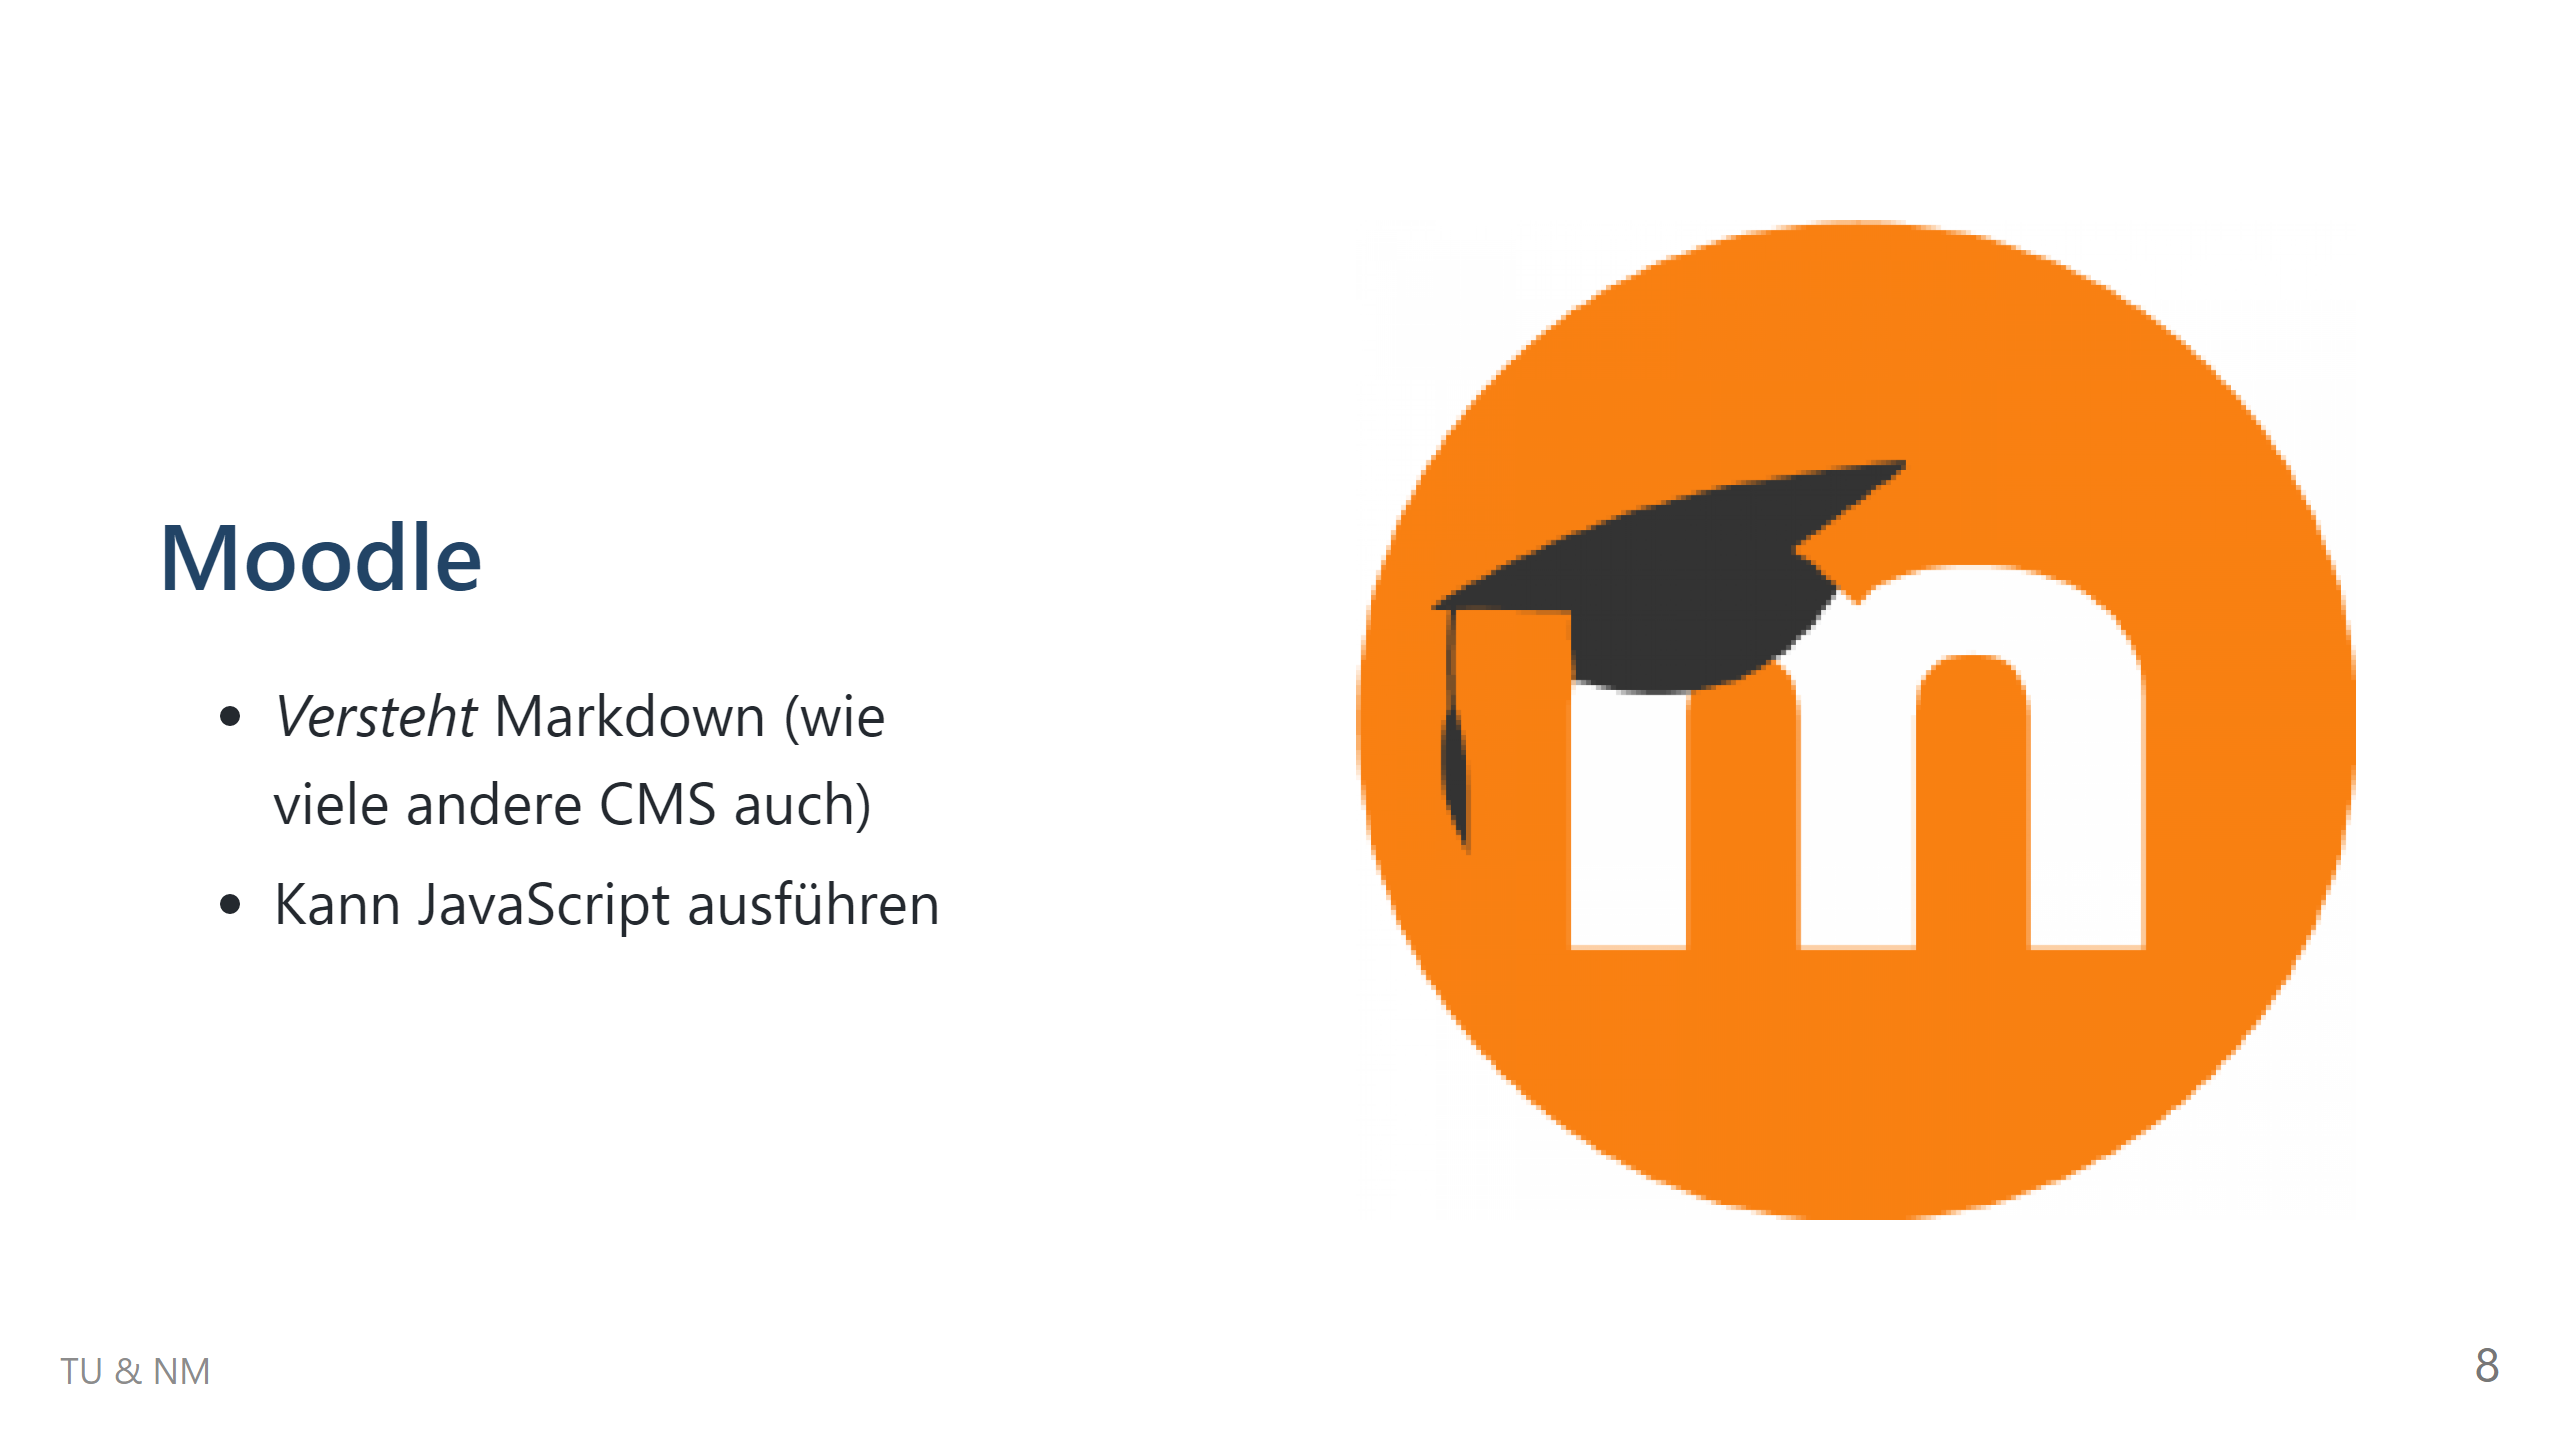 Moodle
• Versteht Markdown (wie
viele andere CMS auch)
• Kann JavaScript ausführen
m
TU & NM
8